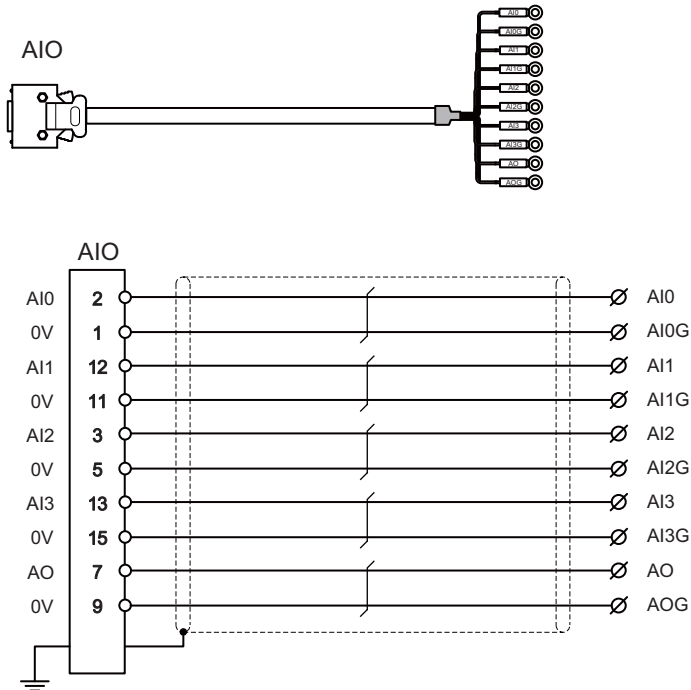 AIO
AI0
AI0G
AI1
AI1G
AI2
AI2G
AI3
AI3G
AO
AOG
AIO
AI0 2 AI0
0V 1 AI0G
AI1 12 AI1
0V 11 AI1G
AI2 3 AI2
0V 5 AI2G
AI3 13 AI3
0V 15 AI3G
AO 7 AO
0V 9 AOG